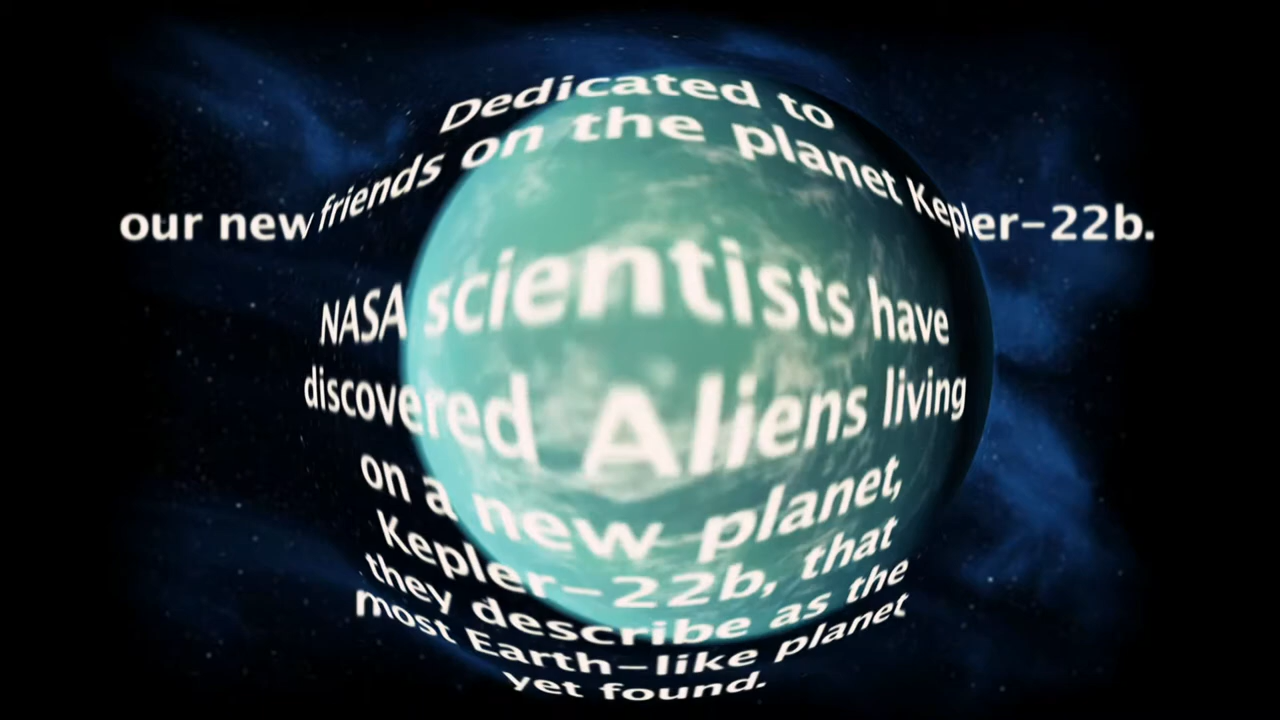 Dedicated to
our new friends on the planet Kepler-22b.
NASA scientists have
discovered Aliens living
on a new planet,
Kepler-22b, that
they describe as the
most Earth-like planet
yet found.